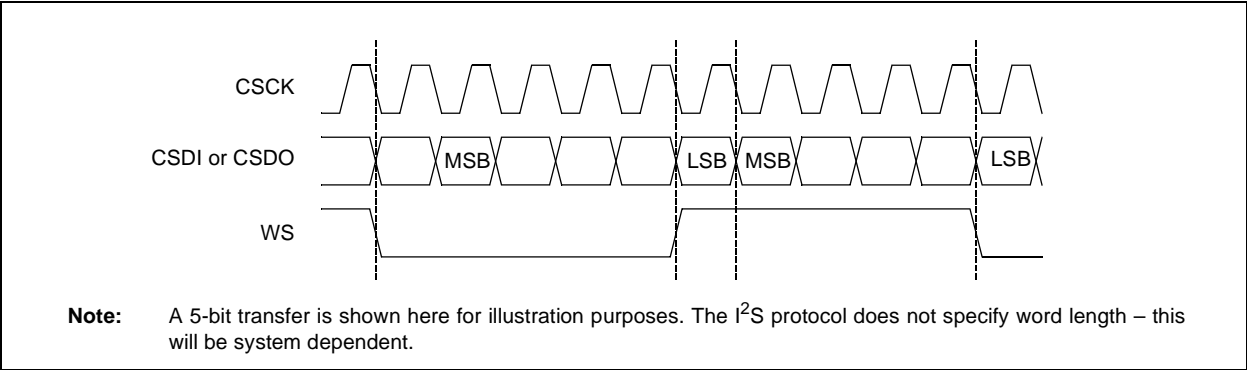 CSCK
CSDI or CSDO
MSB LSB MSB LSB
WS
Note: A 5-bit transfer is shown here for illustration purposes. The I²S protocol does not specify word length – this
will be system dependent.